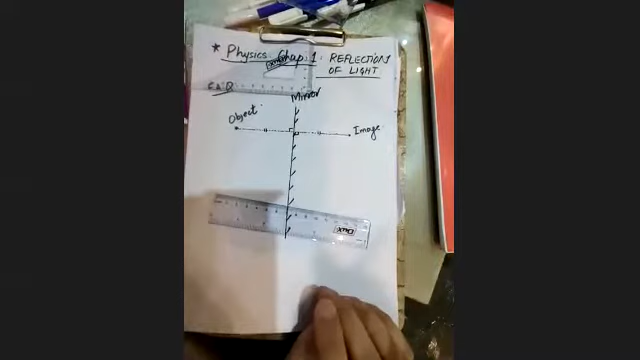 * Physics Chap: 1 REFLECTION
OF LIGHT
Mirror
Object
Image